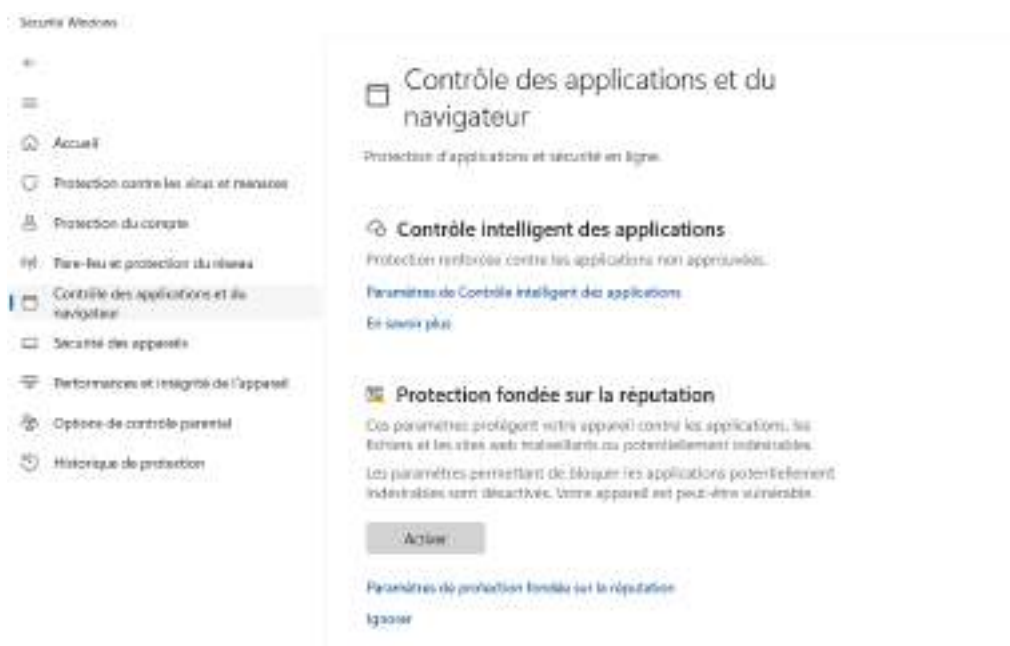 Sécurité Windows
Accueil
Protection contre les virus et menaces
Protection du compte
Pare-feu et protection du réseau
Contrôle des applications et du
navigateur
Sécurité des appareils
Performances et intégrité de l'appareil
Options de contrôle parental
Historique de protection
Contrôle des applications et du
navigateur
Protection d'applications et sécurité en ligne.
Contrôle intelligent des applications
Protection renforcée contre les applications non approuvées.
Paramètres de Contrôle intelligent des applications
En savoir plus
Protection fondée sur la réputation
Ces paramètres protègent votre appareil contre les applications, les
fichiers et les sites web malveillants ou potentiellement indésirables.
Les paramètres permettant de bloquer les applications potentiellement
indésirables sont désactivés. Votre appareil est peut-être vulnérable.
Activer
Paramètres de protection fondée sur la réputation
Ignorer